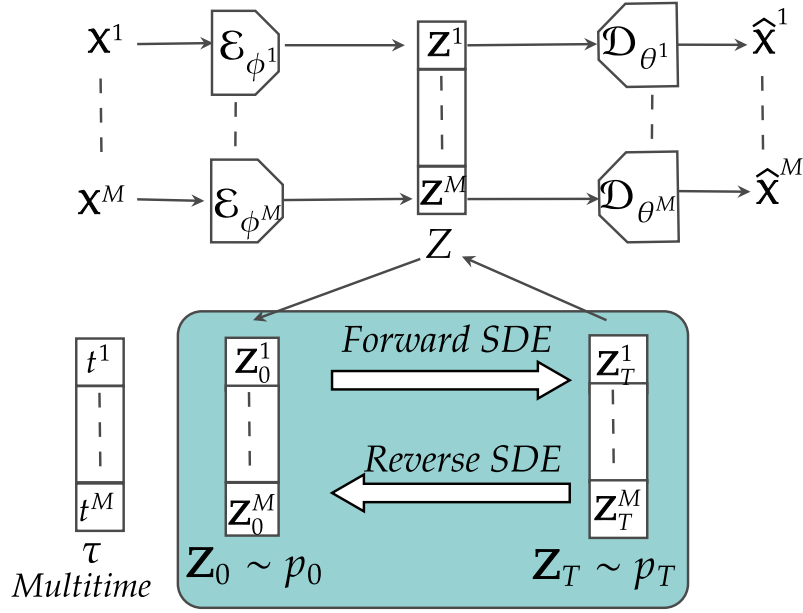 x¹ ℰ_ϕ¹ z¹ 𝔇_θ¹ x̂¹
x^M ℰ_ϕ^M z^M 𝔇_θ^M x̂^M
Z
Forward SDE
t¹ z₀¹ z_T¹
Reverse SDE
t^M z₀^M z_T^M
τ
Multitime
Z₀ ~ p₀ Z_T ~ p_T